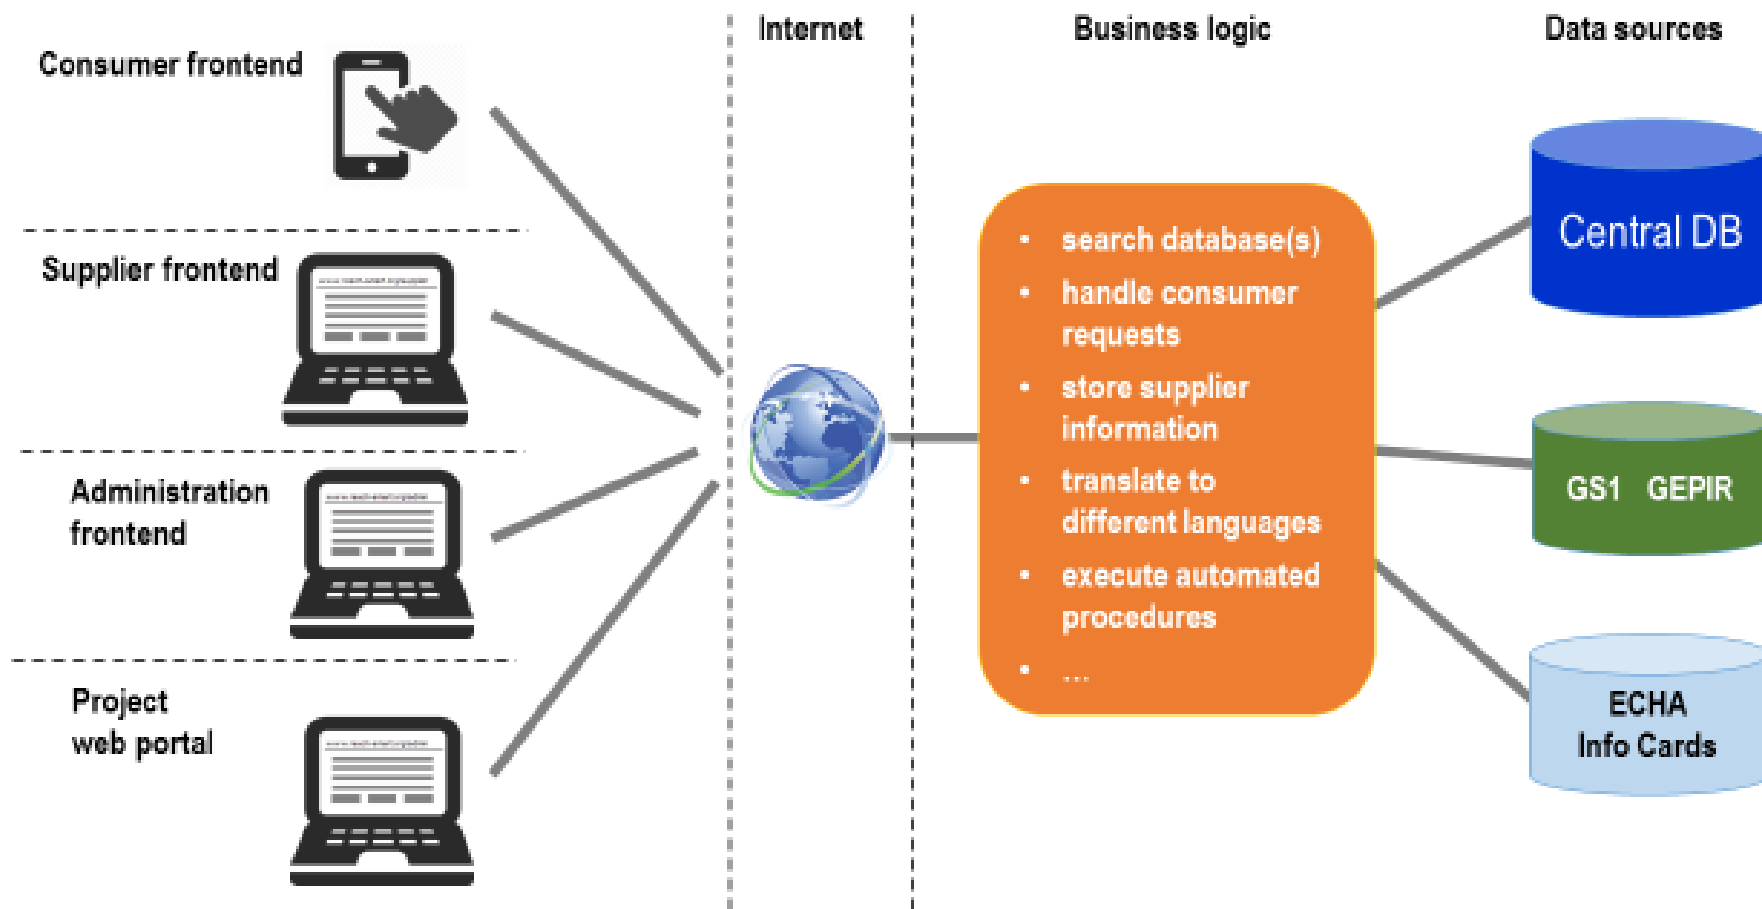 Internet
Business logic
Data sources
Consumer frontend
Supplier frontend
Administration
frontend
Project
web portal
• search database(s)
• handle consumer
requests
• store supplier
information
• translate to
different languages
• execute automated
procedures
• ...
Central DB
GS1 GEPIR
ECHA
Info Cards